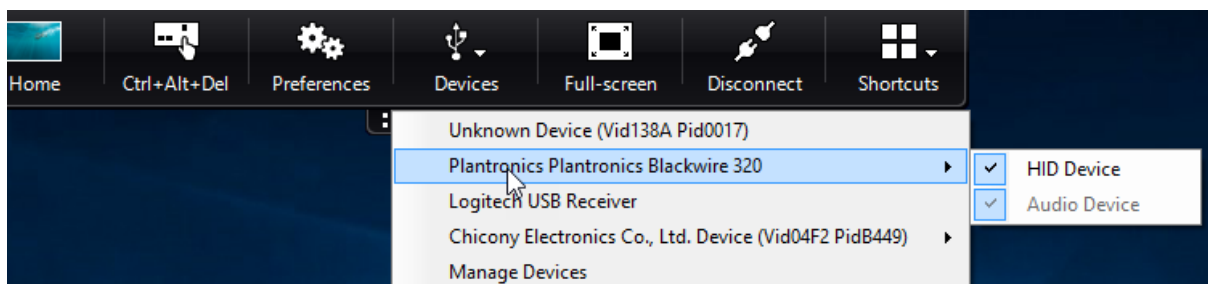 Home Ctrl+Alt+Del Preferences Devices Full-screen Disconnect Shortcuts
Unknown Device (Vid138A Pid0017)
Plantronics Plantronics Blackwire 320
HID Device
Logitech USB Receiver
Audio Device
Chicony Electronics Co., Ltd. Device (Vid04F2 PidB449)
Manage Devices